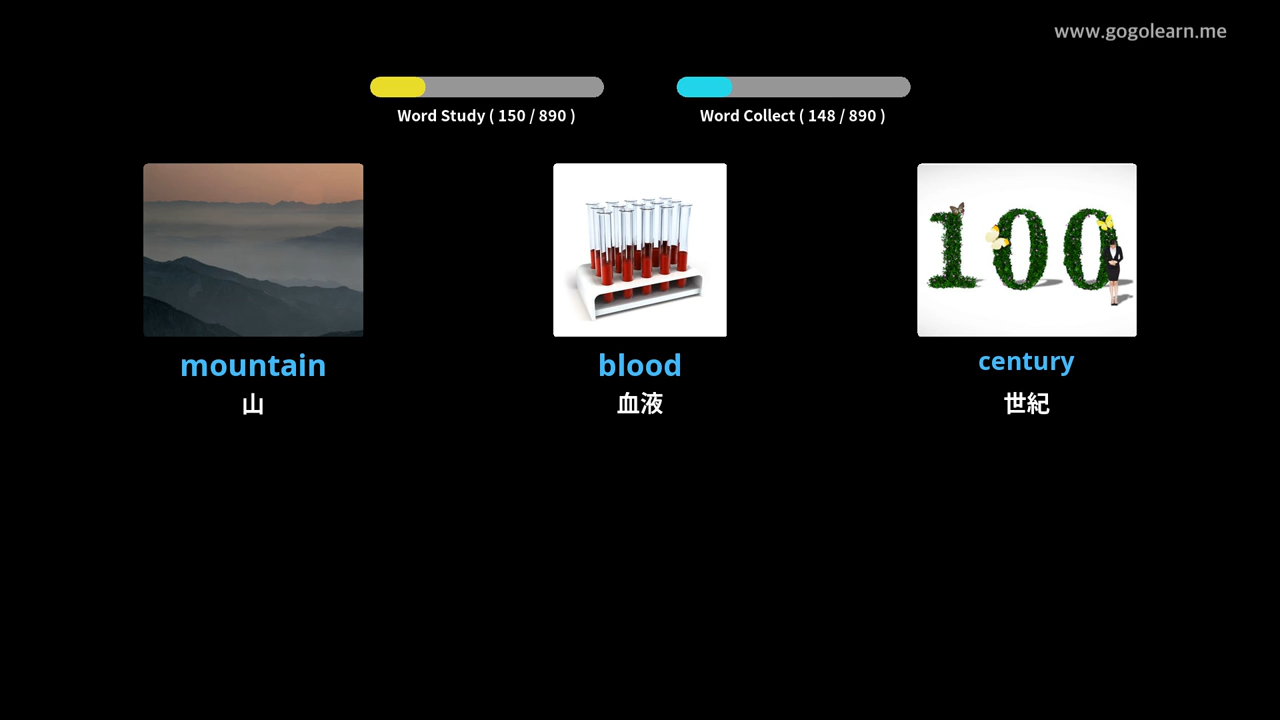 www.gogolearn.me
Word Study ( 150 / 890 )
Word Collect ( 148 / 890 )
100
mountain
blood
century
山
血液
世紀